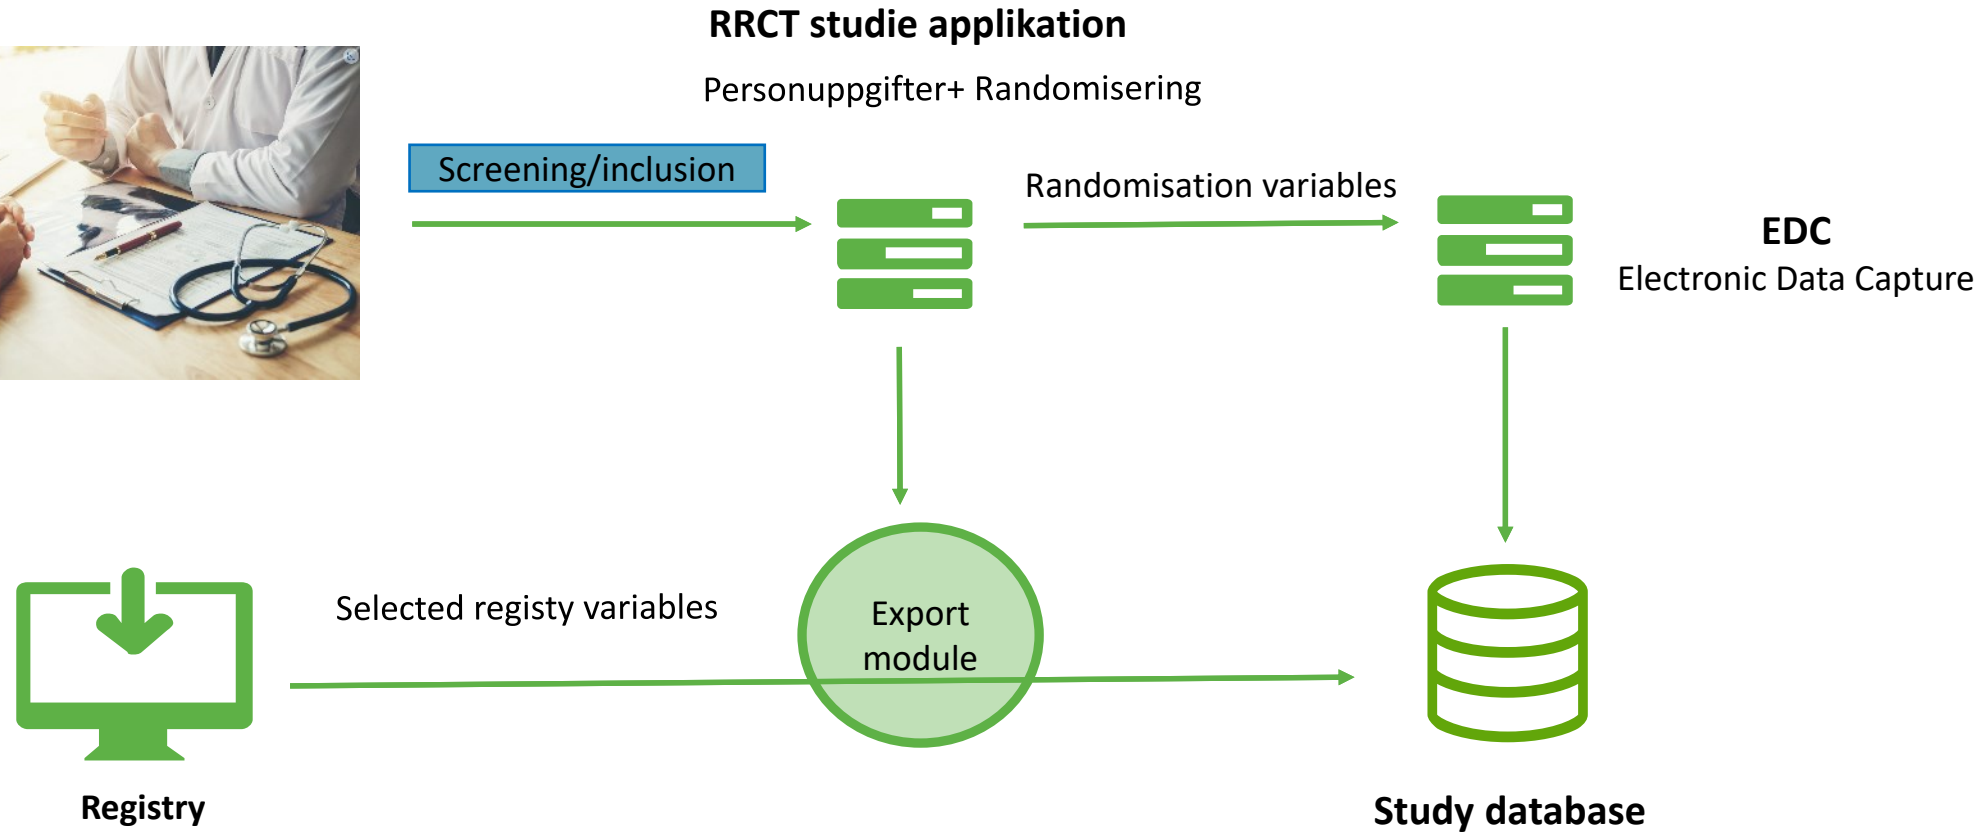 RRCT studie applikation
Personuppgifter+ Randomisering
Screening/inclusion
Randomisation variables
EDC
Electronic Data Capture
Selected registy variables
Export
module
Registry
Study database